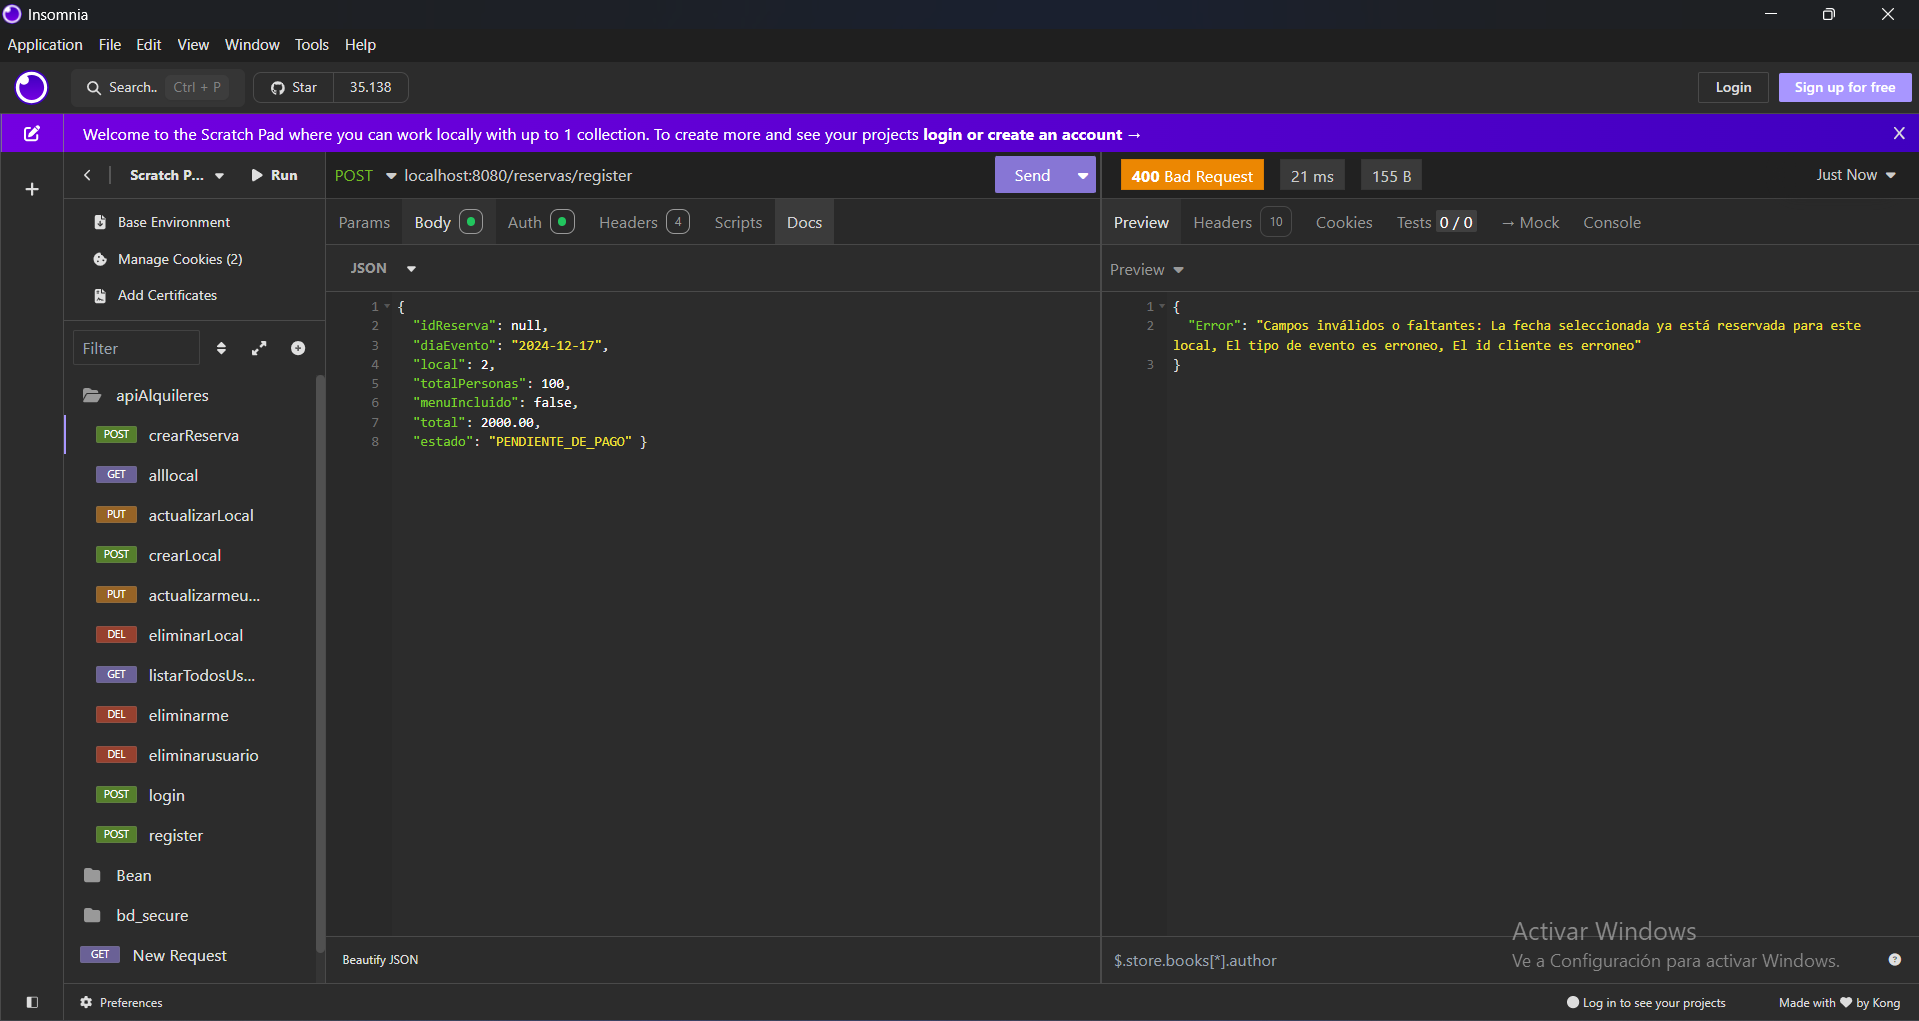 Insomnia
Application File Edit View Window Tools Help
Search.. Ctrl + P Star 35.138 Login Sign up for free
Welcome to the Scratch Pad where you can work locally with up to 1 collection. To create more and see your projects login or create an account →
Scratch P... Run
POST localhost:8080/reservas/register Send
400 Bad Request 21 ms 155 B Just Now
Base Environment
Manage Cookies (2)
Add Certificates
Filter
apiAlquileres
POST crearReserva
GET alllocal
PUT actualizarLocal
POST crearLocal
PUT actualizarmeu...
DEL eliminarLocal
GET listarTodosUs...
DEL eliminarme
DEL eliminarusuario
POST login
POST register
Bean
bd_secure
GET New Request
Params Body Auth Headers 4 Scripts Docs
JSON
1 {
2 "idReserva": null,
3 "diaEvento": "2024-12-17",
4 "local": 2,
5 "totalPersonas": 100,
6 "menuIncluido": false,
7 "total": 2000.00,
8 "estado": "PENDIENTE_DE_PAGO" }
Beautify JSON
Preview Headers 10 Cookies Tests 0 / 0 → Mock Console
Preview
1 {
2 "Error": "Campos inválidos o faltantes: La fecha seleccionada ya está reservada para este
local, El tipo de evento es erroneo, El id cliente es erroneo"
3 }
Activar Windows
Ve a Configuración para activar Windows.
$.store.books[*].author
Preferences
Log in to see your projects Made with by Kong